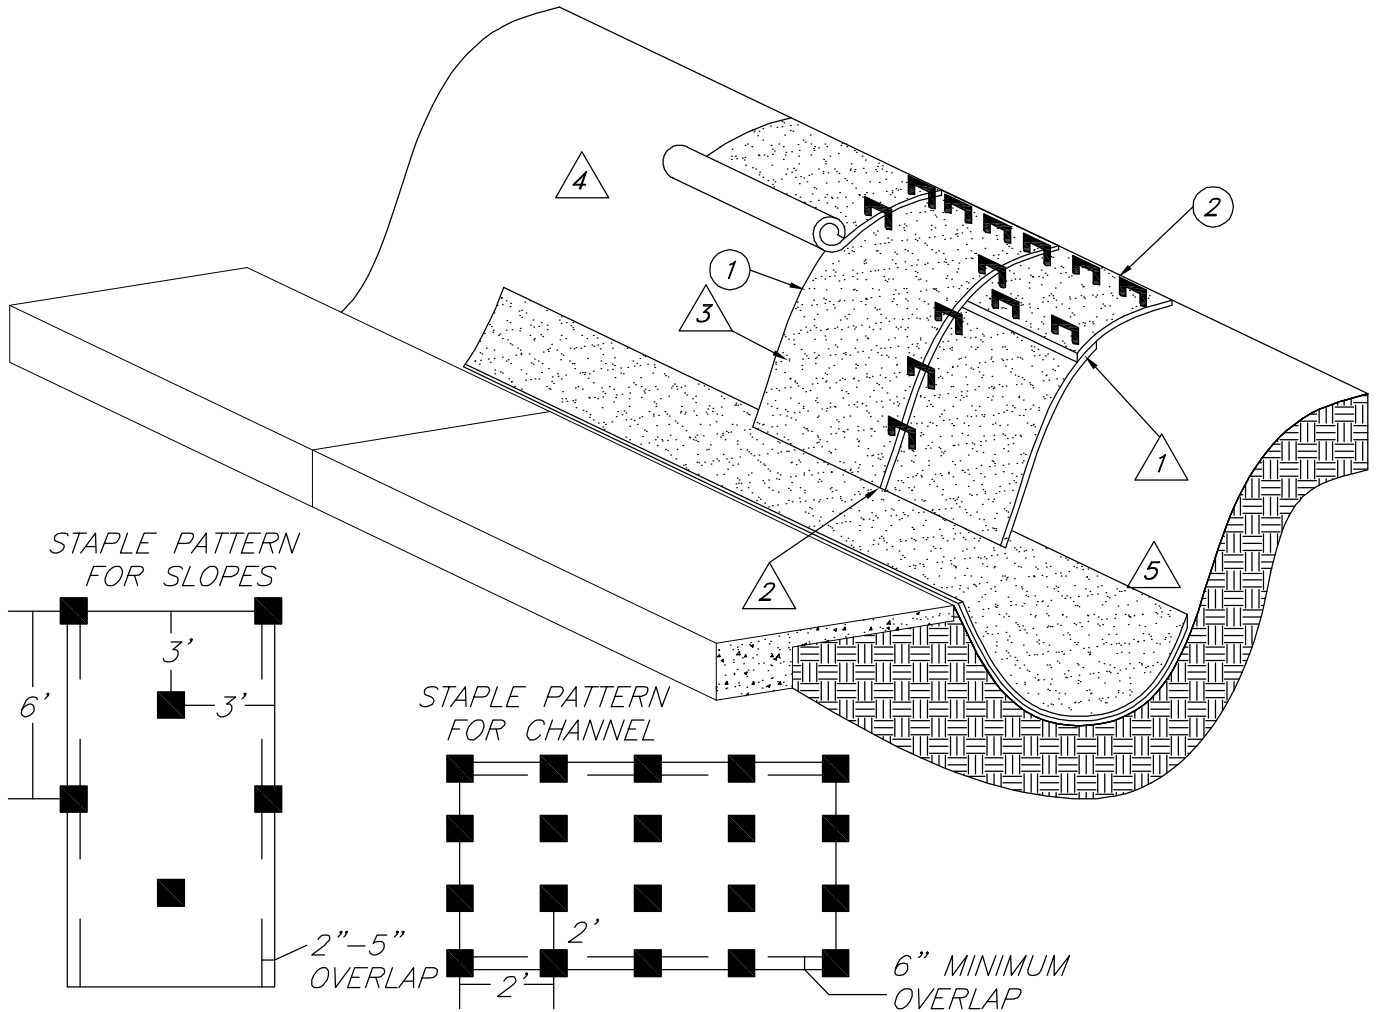 4
2
1
3
1
5
2
STAPLE PATTERN
FOR SLOPES
3'
6'
3'
2"-5"
OVERLAP
STAPLE PATTERN
FOR CHANNEL
2'
2'
6" MINIMUM
OVERLAP